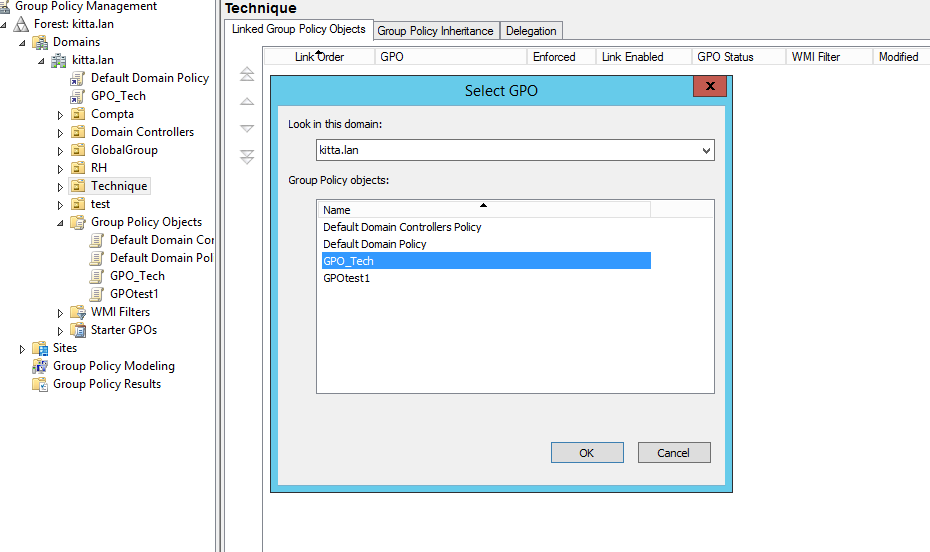 Group Policy Management
Forest: kitta.lan
Domains
kitta.lan
Default Domain Policy
GPO_Tech
Compta
Domain Controllers
GlobalGroup
RH
Technique
test
Group Policy Objects
Default Domain Cor
Default Domain Pol
GPO_Tech
GPOtest1
WMI Filters
Starter GPOs
Sites
Group Policy Modeling
Group Policy Results
Technique
Linked Group Policy Objects Group Policy Inheritance Delegation
Link Order GPO Enforced Link Enabled GPO Status WMI Filter Modified
Select GPO
x
Look in this domain:
kitta.lan
Group Policy objects:
Name
Default Domain Controllers Policy
Default Domain Policy
GPO_Tech
GPOtest1
OK Cancel